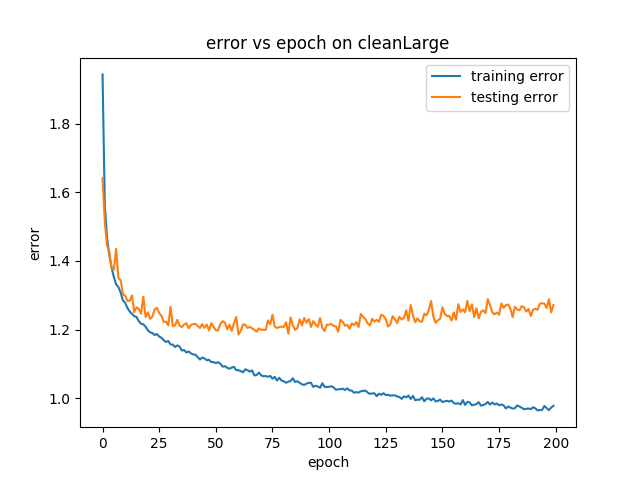 error vs epoch on cleanLarge
training error
testing error
error
1.8
1.6
1.4
1.2
1.0
0 25 50 75 100 125 150 175 200
epoch